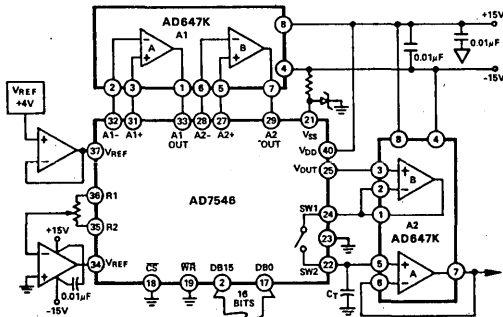 AD647K
A1
8
+15V
A
B
0.01µF
0.01µF
4
-15V
2
3
1
6
5
7
VREF
+4V
32
31
33
28
27
29
21
A1- A1+ A1 OUT A2- A2+ A2 OUT VSS
8
4
37
VREF
VDD
40
VOUT
25
3
B
2
36
R1
AD7546
SW1
24
1
A2
35
R2
23
AD647K
+15V
SW2
22
5
A
7
34
VREF
CS
WR
DB15
DB0
6
0.01µF
18
19
2
17
CT
-15V
16
BITS